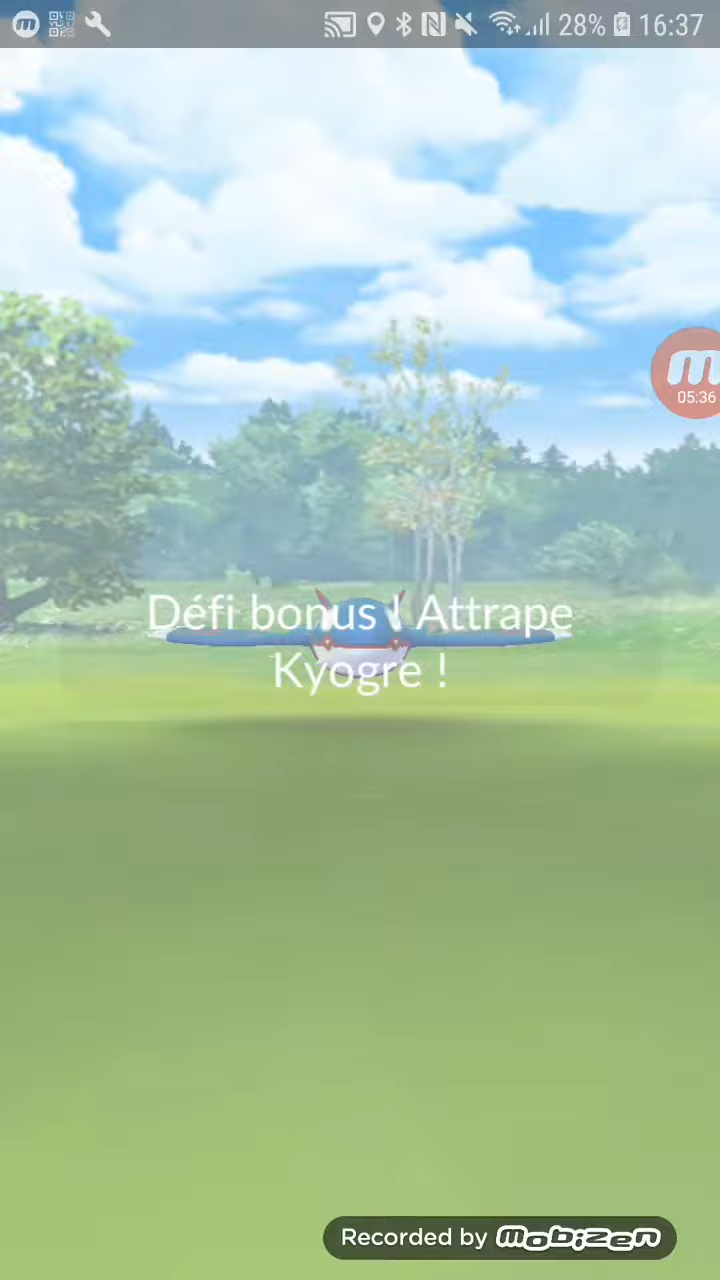 28% 16:37
05:36
Défi bonus ! Attrape
Kyogre !
Recorded by mobizen